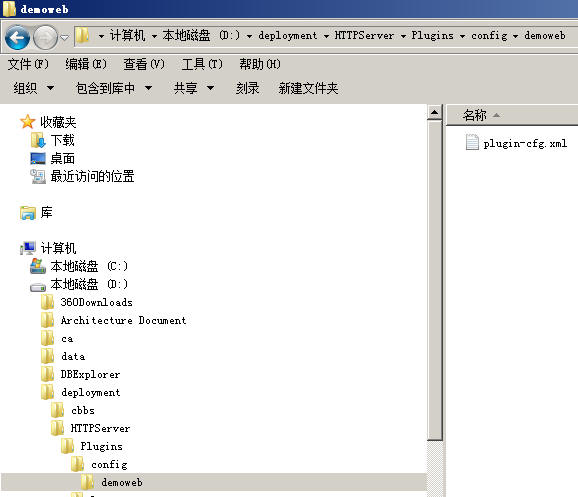 demoweb
计算机 本地磁盘 (D:) deployment HTTPServer Plugins config demoweb
文件(F) 编辑(E) 查看(V) 工具(T) 帮助(H)
组织 包含到库中 共享 刻录 新建文件夹
收藏夹
下载
桌面
最近访问的位置
库
计算机
本地磁盘 (C:)
本地磁盘 (D:)
360Downloads
Architecture Document
ca
data
DBExplorer
deployment
cbbs
HTTPServer
Plugins
config
demoweb
名称
plugin-cfg.xml